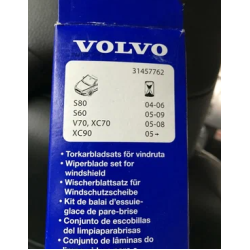 VOLVO
31457762
S80 04-06
S60 05-09
V70, XC70 05-08
XC90 05→
• Torkarbladsats för vindruta
• Wiperblade set for
windshield
• Wischerblattsatz für
Windschutzscheibe
• Kit de balai d'essuie-
glace de pare-brise
• Conjunto de escobillas
del limpiaparabrisas
• Conjunto de láminas do